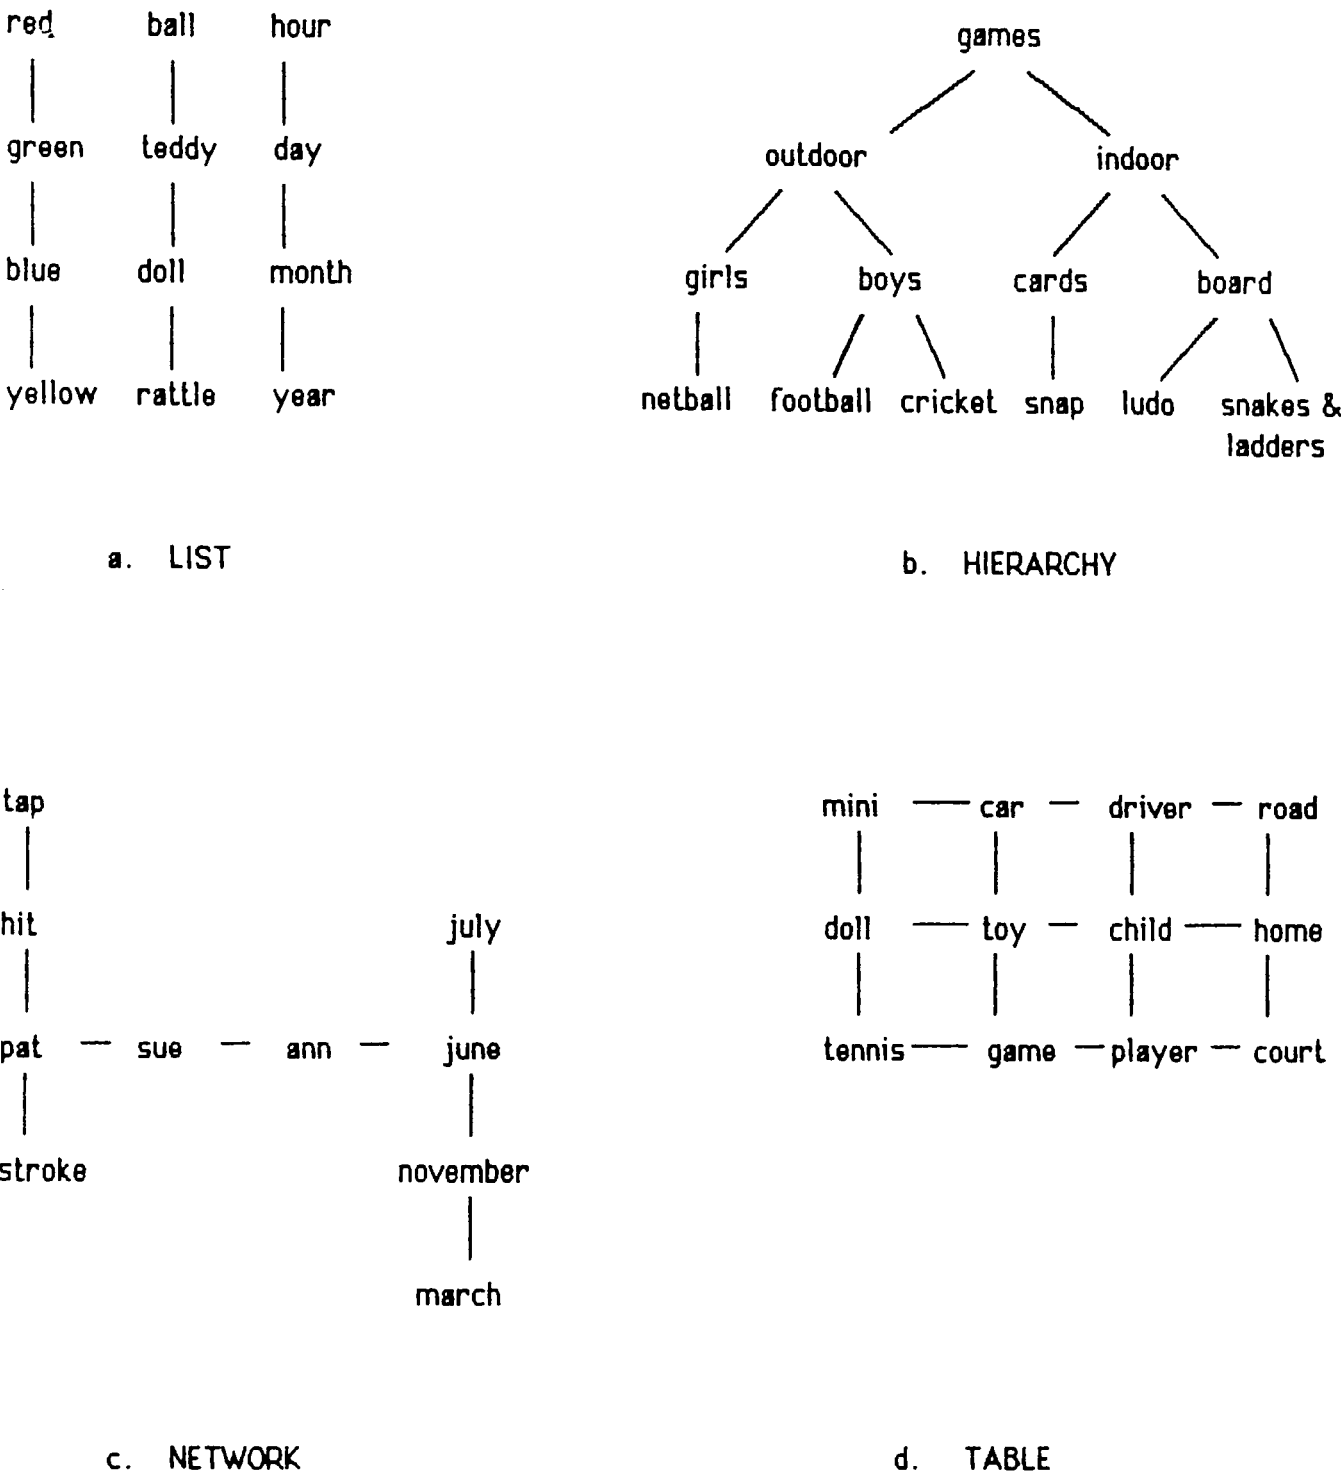 red ball hour
green teddy day
blue doll month
yellow rattle year
a. LIST
games
outdoor indoor
girls boys cards board
netball football cricket snap ludo snakes &
ladders
b. HIERARCHY
tap
hit july
pat sue ann june
stroke november
march
c. NETWORK
mini car driver road
doll toy child home
tennis game player court
d. TABLE